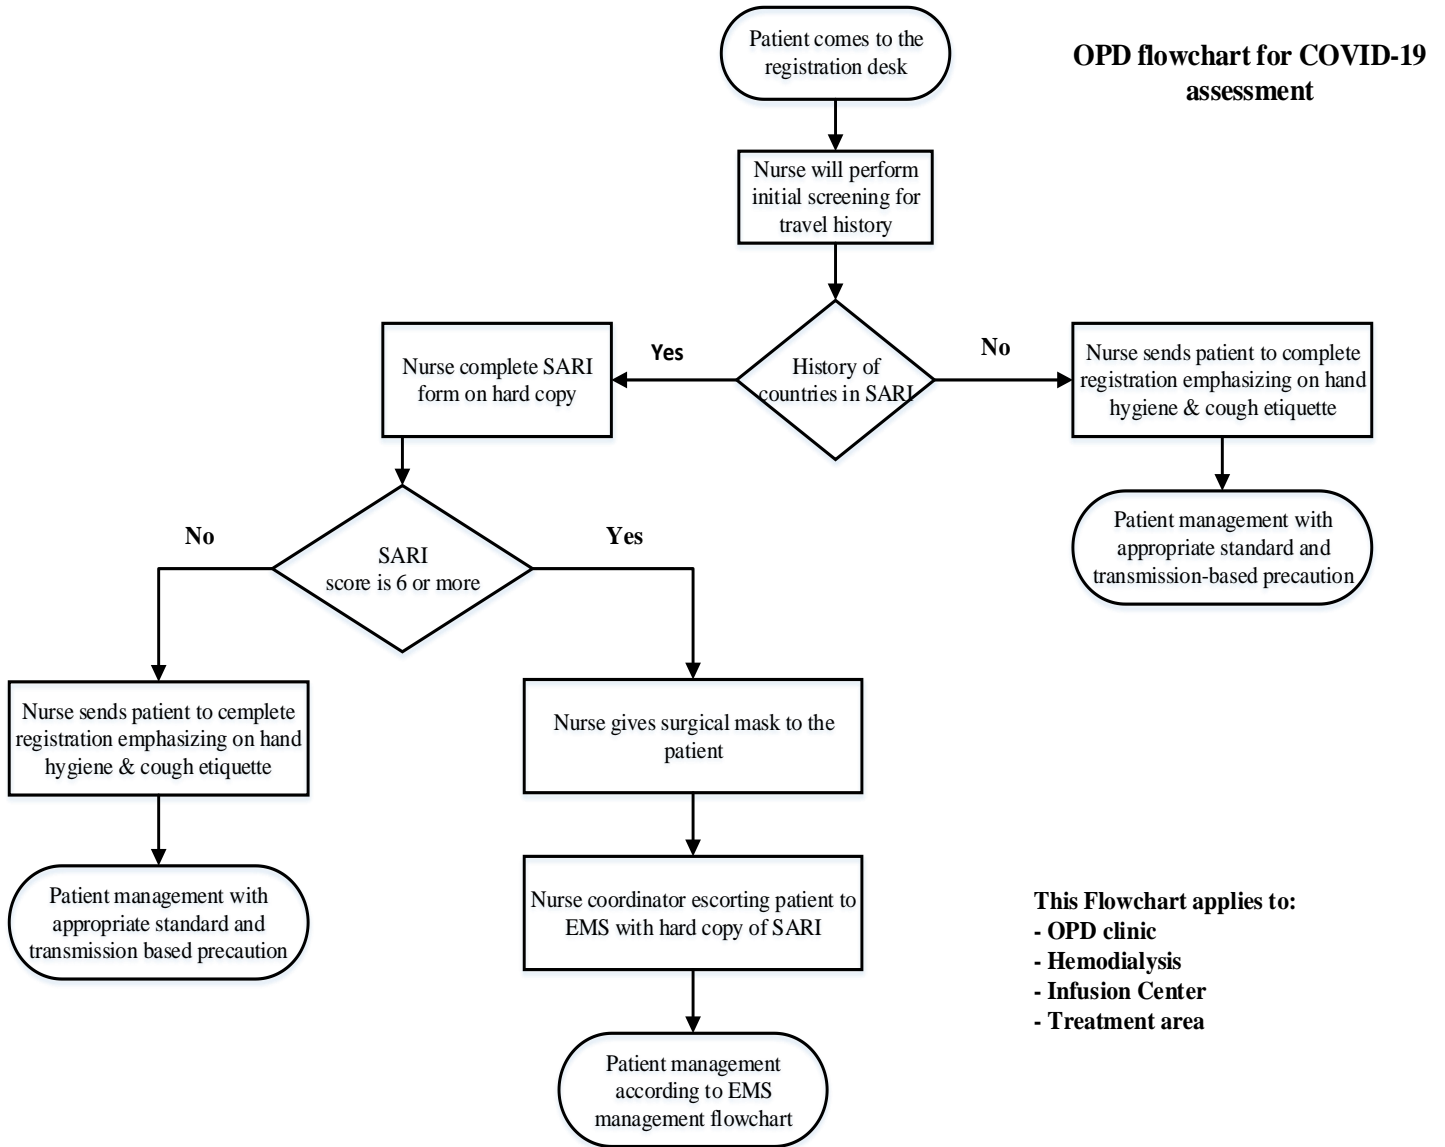 Patient comes to the
registration desk
OPD flowchart for COVID-19
assessment
Nurse will perform
initial screening for
travel history
History of
countries in SARI
Yes
No
Nurse complete SARI
form on hard copy
Nurse sends patient to complete
registration emphasizing on hand
hygiene & cough etiquette
Patient management with
appropriate standard and
transmission-based precaution
SARI
score is 6 or more
No
Yes
Nurse sends patient to cemplete
registration emphasizing on hand
hygiene & cough etiquette
Patient management with
appropriate standard and
transmission based precaution
Nurse gives surgical mask to the
patient
Nurse coordinator escorting patient to
EMS with hard copy of SARI
Patient management
according to EMS
management flowchart
This Flowchart applies to:
- OPD clinic
- Hemodialysis
- Infusion Center
- Treatment area